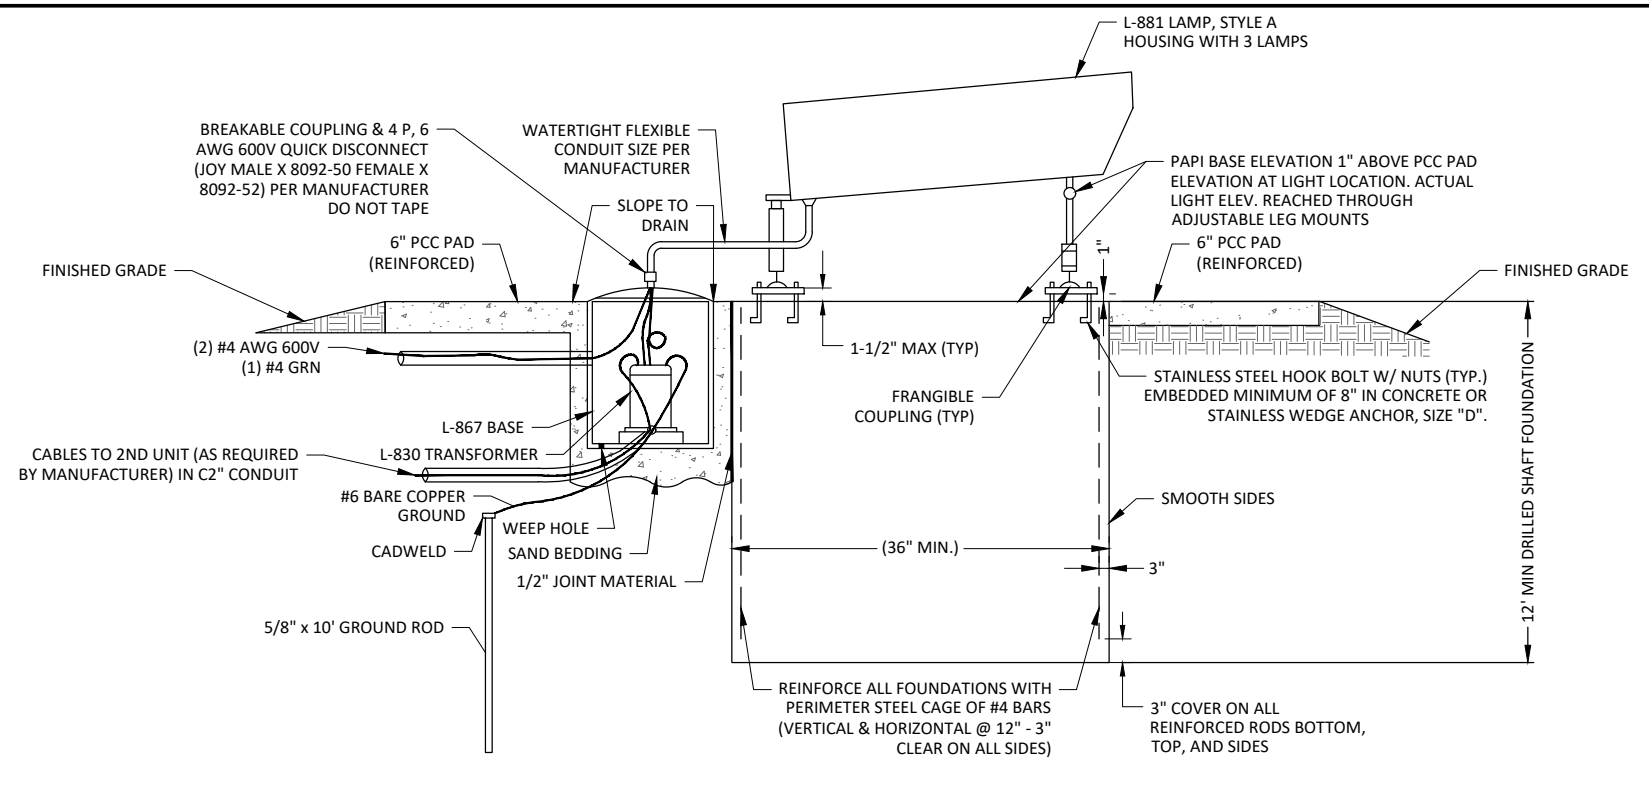 L-881 LAMP, STYLE A
HOUSING WITH 3 LAMPS
BREAKABLE COUPLING & 4 P, 6
AWG 600V QUICK DISCONNECT
(JOY MALE X 8092-50 FEMALE X
8092-52) PER MANUFACTURER
DO NOT TAPE
WATERTIGHT FLEXIBLE
CONDUIT SIZE PER
MANUFACTURER
PAPI BASE ELEVATION 1" ABOVE PCC PAD
ELEVATION AT LIGHT LOCATION. ACTUAL
LIGHT ELEV. REACHED THROUGH
ADJUSTABLE LEG MOUNTS
SLOPE TO
DRAIN
6" PCC PAD
(REINFORCED)
1"
6" PCC PAD
(REINFORCED)
FINISHED GRADE
FINISHED GRADE
(2) #4 AWG 600V
(1) #4 GRN
1-1/2" MAX (TYP)
FRANGIBLE
COUPLING (TYP)
STAINLESS STEEL HOOK BOLT W/ NUTS (TYP.)
EMBEDDED MINIMUM OF 8" IN CONCRETE OR
STAINLESS WEDGE ANCHOR, SIZE "D".
L-867 BASE
L-830 TRANSFORMER
CABLES TO 2ND UNIT (AS REQUIRED
BY MANUFACTURER) IN C2" CONDUIT
#6 BARE COPPER
GROUND
WEEP HOLE
CADWELD
SAND BEDDING
1/2" JOINT MATERIAL
(36" MIN.)
SMOOTH SIDES
3"
12' MIN DRILLED SHAFT FOUNDATION
5/8" x 10' GROUND ROD
REINFORCE ALL FOUNDATIONS WITH
PERIMETER STEEL CAGE OF #4 BARS
(VERTICAL & HORIZONTAL @ 12" - 3"
CLEAR ON ALL SIDES)
3" COVER ON ALL
REINFORCED RODS BOTTOM,
TOP, AND SIDES